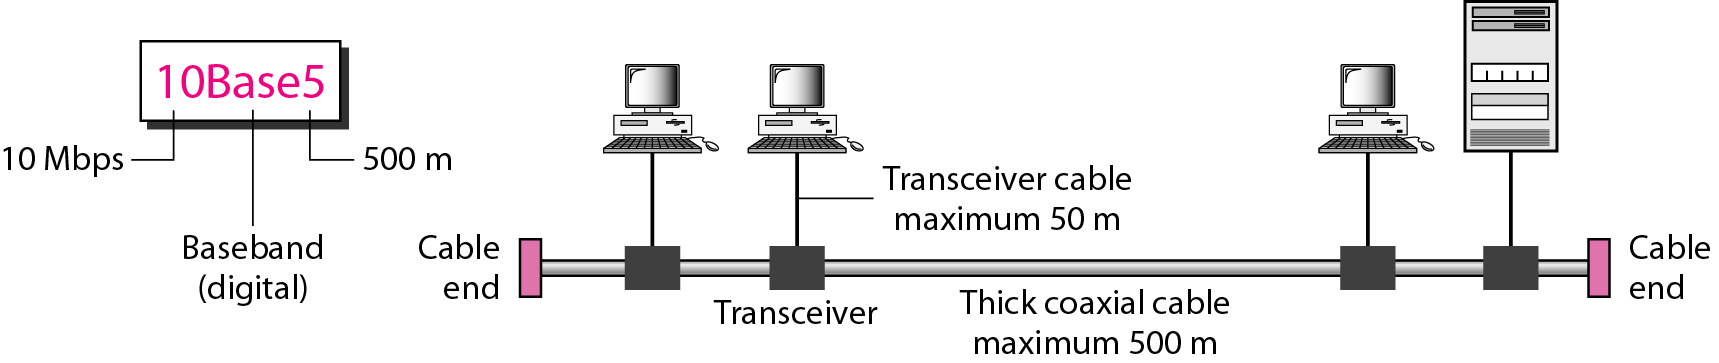 10Base5
10 Mbps
500 m
Baseband
(digital)
Cable
end
Transceiver cable
maximum 50 m
Transceiver
Thick coaxial cable
maximum 500 m
Cable
end